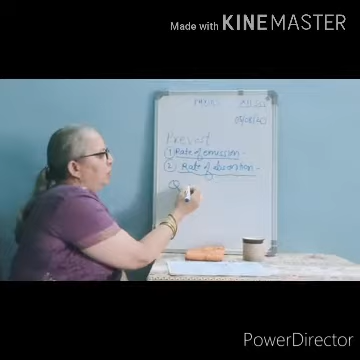 Made with KINEMASTER
Prevost
① Rate of emission -
② Rate of absorption -
Q
PowerDirector